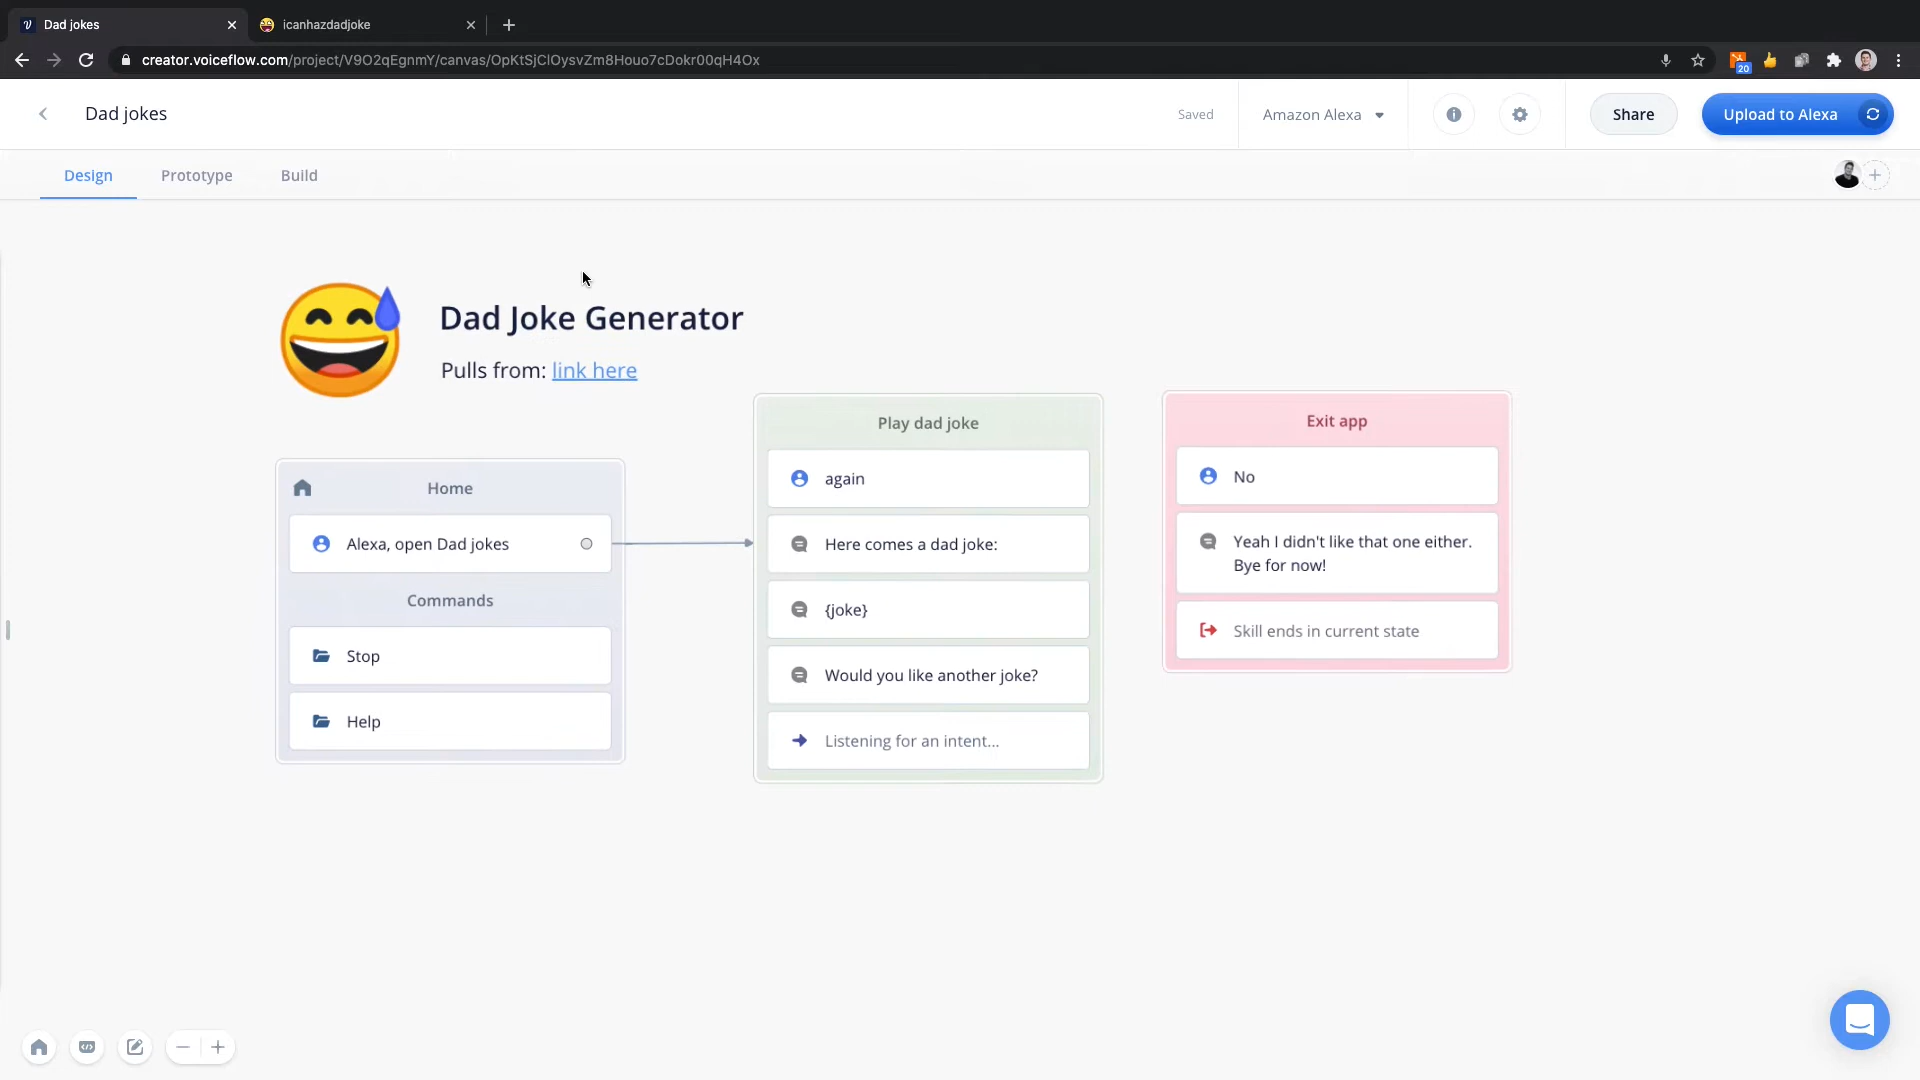 Dad jokes
icanhazdadjoke
creator.voiceflow.com/project/V9O2qEgnmY/canvas/OpKtSjClOysvZm8Houo7cDokr00qH4Ox
20
Dad jokes
Saved
Amazon Alexa
Share
Upload to Alexa
Design
Prototype
Build
Dad Joke Generator
Pulls from: link here
Home
Alexa, open Dad jokes
Commands
Stop
Help
Play dad joke
again
Here comes a dad joke:
{joke}
Would you like another joke?
Listening for an intent...
Exit app
No
Yeah I didn't like that one either.
Bye for now!
Skill ends in current state